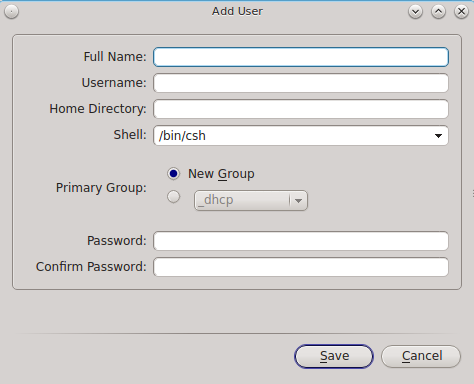 Add User
Full Name:
Username:
Home Directory:
Shell: /bin/csh
New Group
Primary Group:
_dhcp
Password:
Confirm Password:
Save Cancel